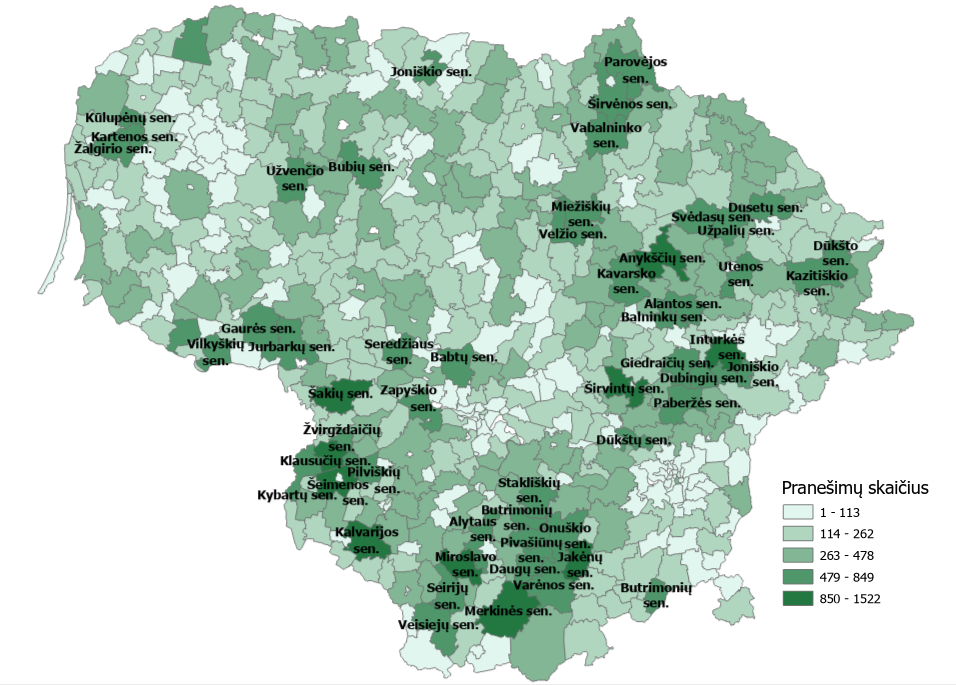 Parovėjos
sen.
Joniškio sen.
Širvėnos sen.
Kūlupėnų sen.
Kartenos sen.
Žalgirio sen.
Vabalninko
sen.
Užvenčio
sen.
Bubių sen.
Miežiškių
sen.
Velžio sen.
Dusetų sen.
Svėdasų sen.
Užpalių sen.
Dūkšto
sen.
Anykščių sen.
Kavarsko
sen.
Utenos
sen.
Kazitiškio
sen.
Alantos sen.
Balninkų sen.
Gaurės sen.
Vilkyškių
sen.
Jurbarkų sen.
Seredžiaus
sen.
Babtų sen.
Inturkės
sen.
Giedraičių sen.
Joniškio
sen.
Dubingių sen.
Šakių sen.
Zapyškio
sen.
Širvintų sen.
Paberžės sen.
Žvirgždaičių
sen.
Dūkštų sen.
Klausučių sen.
Pilviškių
sen.
Šeimenos
sen.
Kybartų sen.
Stakliškių
sen.
Butrimonių
sen.
Alytaus
sen.
Onuškio
sen.
Kalvarijos
sen.
Pivašiūnų
sen.
Miroslavo
sen.
Jakėnų
sen.
Daugų sen.
Varėnos sen.
Seirijų
sen.
Butrimonių
sen.
Merkinės sen.
Veisiejų sen.
Pranešimų skaičius
1 - 113
114 - 262
263 - 478
479 - 849
850 - 1522